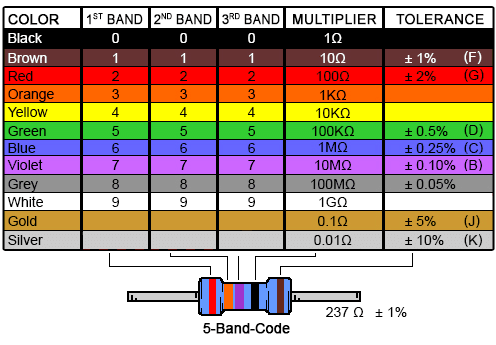 COLOR 1ST BAND 2ND BAND 3RD BAND MULTIPLIER TOLERANCE
Black 0 0 0 1Ω
Brown 1 1 1 10Ω ± 1% (F)
Red 2 2 2 100Ω ± 2% (G)
Orange 3 3 3 1KΩ
Yellow 4 4 4 10KΩ
Green 5 5 5 100KΩ ± 0.5% (D)
Blue 6 6 6 1MΩ ± 0.25% (C)
Violet 7 7 7 10MΩ ± 0.10% (B)
Grey 8 8 8 100MΩ ± 0.05%
White 9 9 9 1GΩ
Gold 0.1Ω ± 5% (J)
Silver 0.01Ω ± 10% (K)
237 Ω ± 1%
5-Band-Code